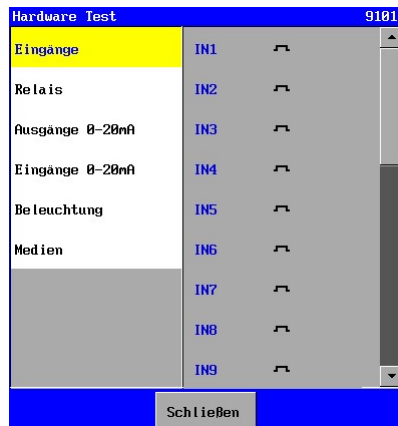 Hardware Test 9101
Eingänge
Relais
Ausgänge 0-20mA
Eingänge 0-20mA
Beleuchtung
Medien
IN1
IN2
IN3
IN4
IN5
IN6
IN7
IN8
IN9
Schließen